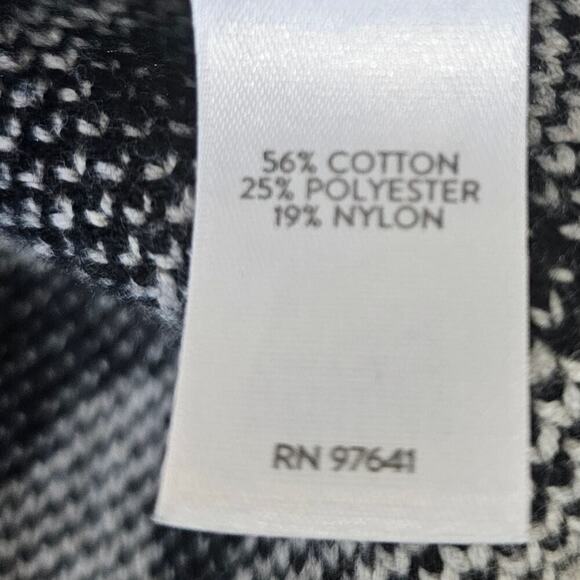 56% COTTON
25% POLYESTER
19% NYLON
RN 97641